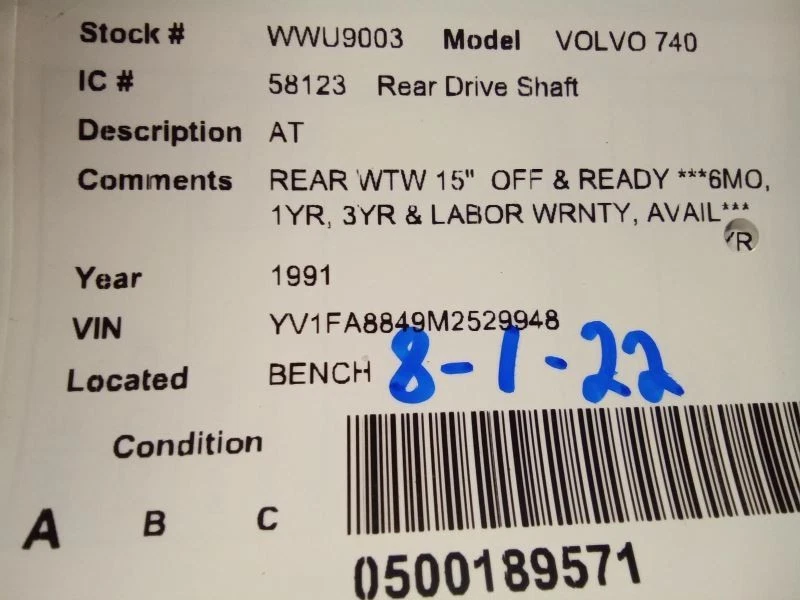 Stock # WWU9003 Model VOLVO 740
IC # 58123 Rear Drive Shaft
Description AT
Comments REAR WTW 15" OFF & READY ***6MO,
1YR, 3YR & LABOR WRNTY, AVAIL***
YR
Year 1991
VIN YV1FA8849M2529948
Located BENCH 8-1-22
Condition
A B C
0500189571